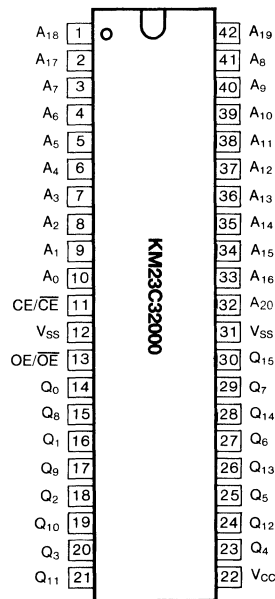 A₁₈ 1 42 A₁₉
A₁₇ 2 41 A₈
A₇ 3 40 A₉
A₆ 4 39 A₁₀
A₅ 5 38 A₁₁
A₄ 6 37 A₁₂
A₃ 7 36 A₁₃
A₂ 8 35 A₁₄
A₁ 9 34 A₁₅
A₀ 10 33 A₁₆
CE/C̅E̅ 11 32 A₂₀
VSS 12 31 VSS
OE/O̅E̅ 13 30 Q₁₅
Q₀ 14 29 Q₇
Q₈ 15 28 Q₁₄
Q₁ 16 27 Q₆
Q₉ 17 26 Q₁₃
Q₂ 18 25 Q₅
Q₁₀ 19 24 Q₁₂
Q₃ 20 23 Q₄
Q₁₁ 21 22 VCC
KM23C32000